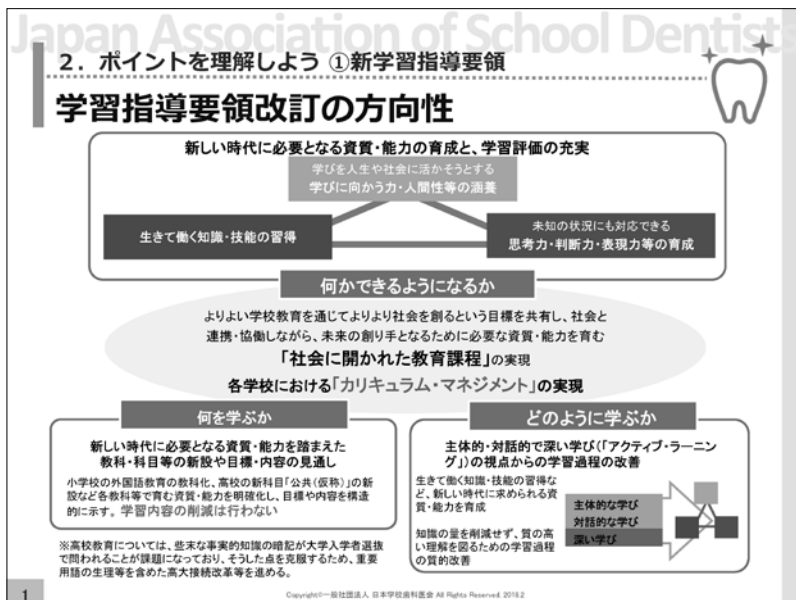 Japan Association of School Dentists
2．ポイントを理解しよう ①新学習指導要領
学習指導要領改訂の方向性
新しい時代に必要となる資質・能力の育成と、学習評価の充実
学びを人生や社会に活かそうとする
学びに向かう力・人間性等の涵養
生きて働く知識・技能の習得
未知の状況にも対応できる
思考力・判断力・表現力等の育成
何かできるようになるか
よりよい学校教育を通じてよりより社会を創るという目標を共有し、社会と
連携・協働しながら、未来の創り手となるために必要な資質・能力を育む
「社会に開かれた教育課程」の実現
各学校における「カリキュラム・マネジメント」の実現
何を学ぶか
新しい時代に必要となる資質・能力を踏まえた
教科・科目等の新設や目標・内容の見通し
小学校の外国語教育の教科化、高校の新科目「公共（仮称）」の新
設など各教科等で育む資質・能力を明確化し、目標や内容を構造
的に示す。学習内容の削減は行わない
※高校教育については、些末な事実的知識の暗記が大学入学者選抜
で問われることが課題になっており、そうした点を克服するため、重要
用語の生理等を含めた高大接続改革等を進める。
どのように学ぶか
主体的・対話的で深い学び（「アクティブ・ラーニン
グ」）の視点からの学習過程の改善
生きて働く知識・技能の習得な
ど、新しい時代に求められる資
質・能力を育成
知識の量を削減せず、質の高
い理解を図るための学習過程
の質的改善
主体的な学び
対話的な学び
深い学び
1
Copyright©一般社団法人 日本学校歯科医会 All Rights Reserved. 2018.2